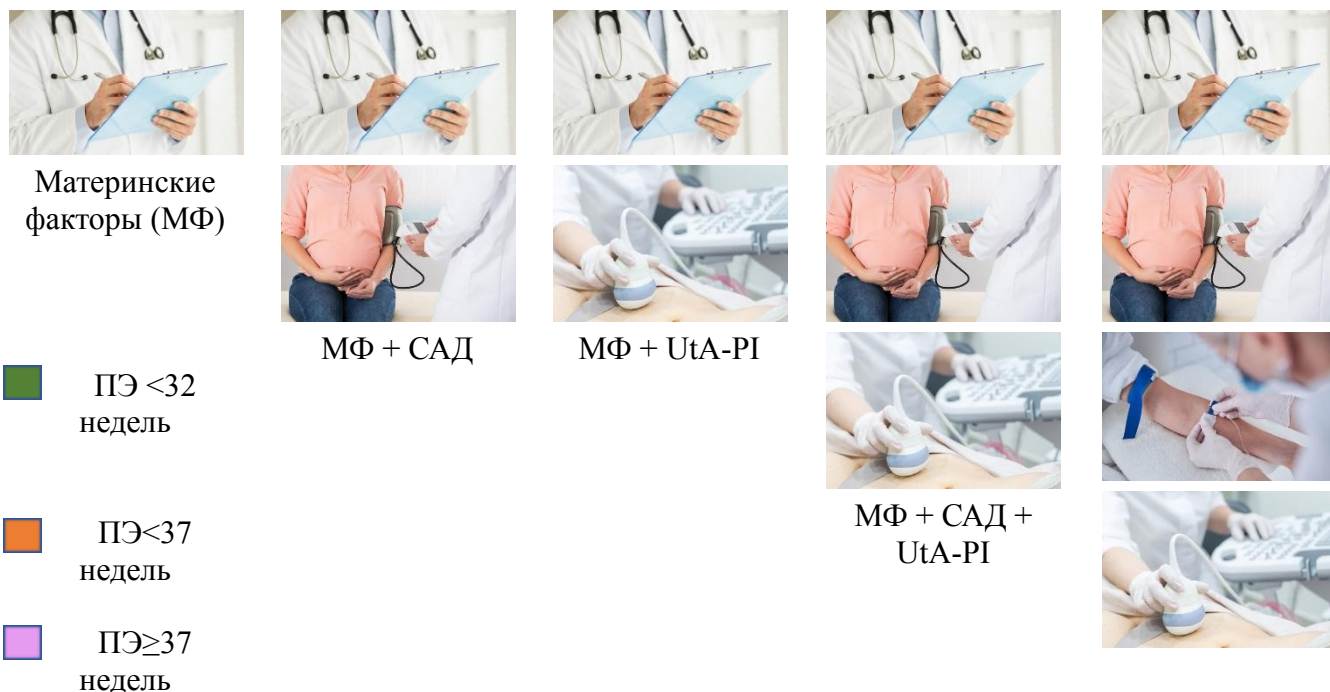 Материнские
факторы (МФ)
МФ + САД
МФ + UtA-PI
МФ + САД +
UtA-PI
ПЭ <32
недель
ПЭ<37
недель
ПЭ≥37
недель